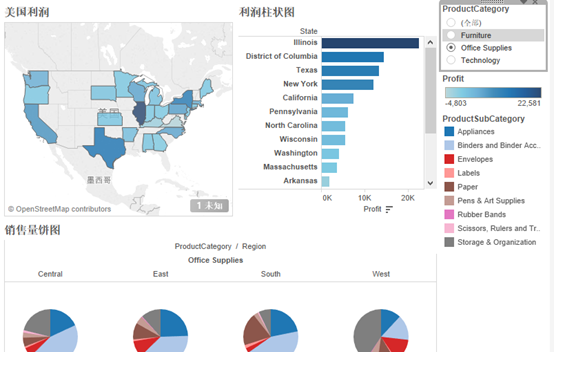 美国利润
美国
墨西哥
© OpenStreetMap contributors
1 未知
利润柱状图
State
Illinois
District of Columbia
Texas
New York
California
Pennsylvania
North Carolina
Wisconsin
Washington
Massachusetts
Arkansas
0K 10K 20K
Profit
ProductCategory
(全部)
Furniture
Office Supplies
Technology
Profit
-4,803 22,581
ProductSubCategory
Appliances
Binders and Binder Acc..
Envelopes
Labels
Paper
Pens & Art Supplies
Rubber Bands
Scissors, Rulers and Tr..
Storage & Organization
销售量饼图
ProductCategory / Region
Office Supplies
Central East South West